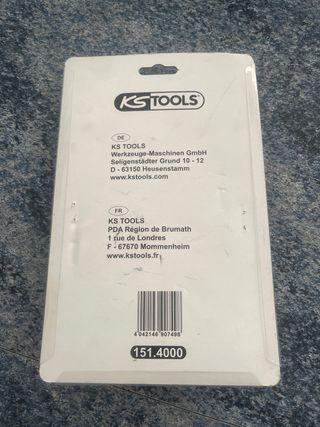 KS TOOLS
DE
KS TOOLS
Werkzeuge-Maschinen GmbH
Seligenstädter Grund 10 - 12
D - 63150 Heusenstamm
www.kstools.com
FR
KS TOOLS
PDA Région de Brumath
1 rue de Londres
F - 67670 Mommenheim
www.kstools.fr
4 042146 907498
151.4000